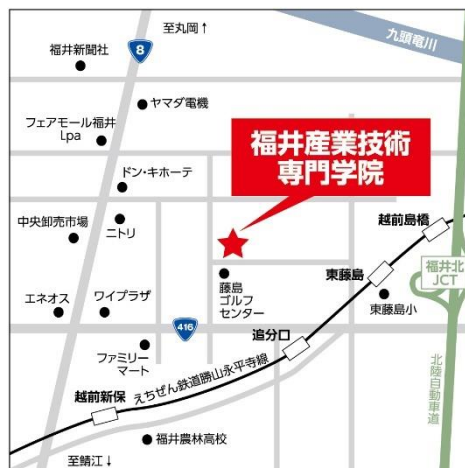 至丸岡↑
九頭竜川
8
福井新聞社
ヤマダ電機
フェアモール福井
Lpa
福井産業技術
専門学院
ドン・キホーテ
ニトリ
中央卸売市場
越前島橋
福井北
JCT
東藤島
藤島
ゴルフ
センター
東藤島小
エネオス
ワイプラザ
416
追分口
ファミリー
マート
えちぜん鉄道勝山永平寺線
北陸自動車道
越前新保
福井農林高校
至鯖江↓